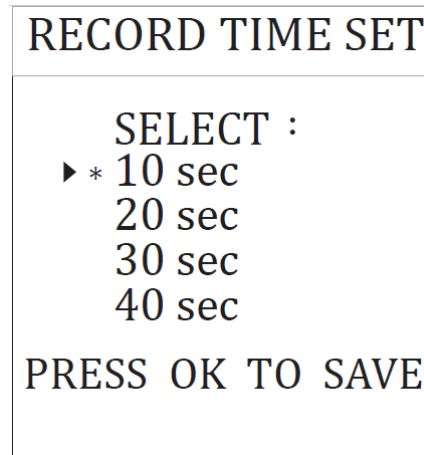 RECORD TIME SET
SELECT :
▶ * 10 sec
20 sec
30 sec
40 sec
PRESS OK TO SAVE